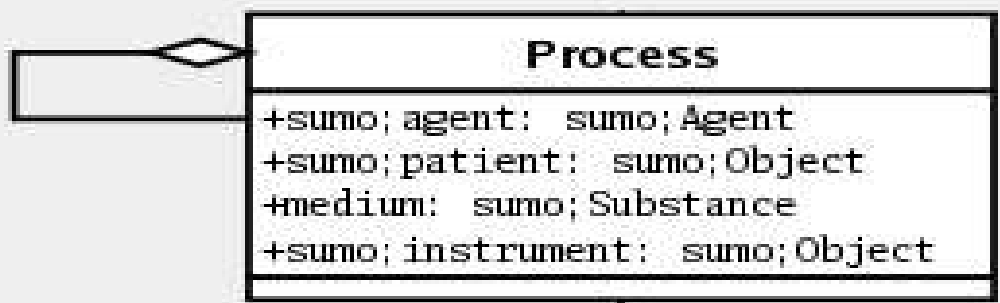 Process
+sumo;agent: sumo;Agent
+sumo;patient: sumo;Object
+medium: sumo;Substance
+sumo;instrument: sumo;Object